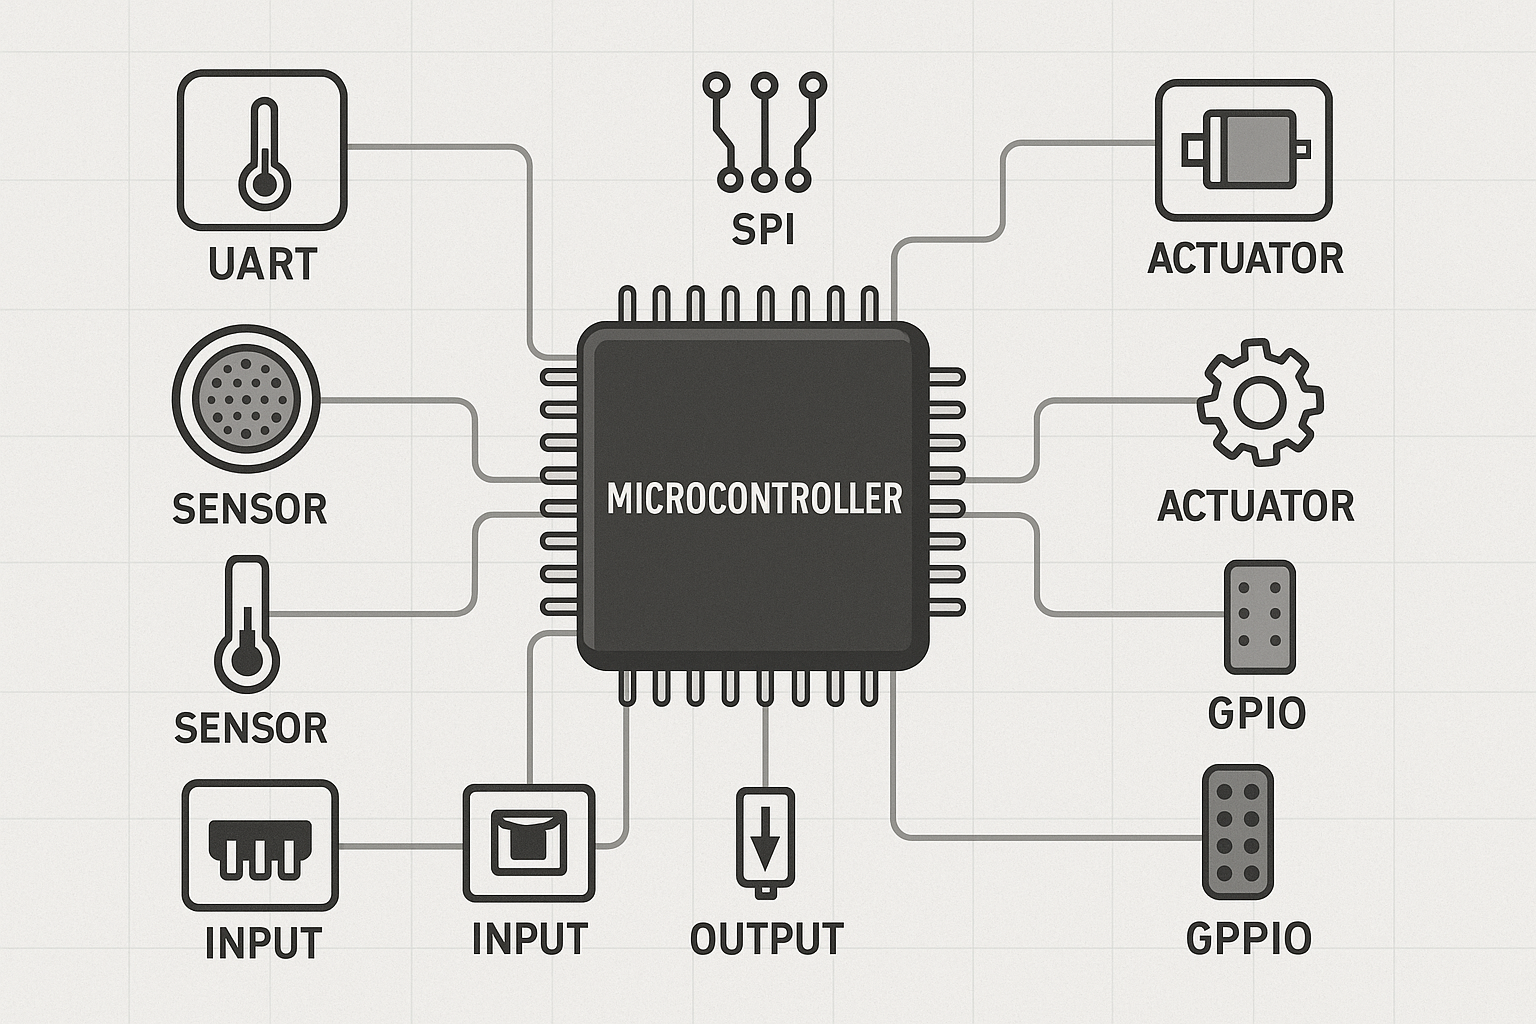 UART
SPI
ACTUATOR
SENSOR
MICROCONTROLLER
ACTUATOR
SENSOR
GPIO
INPUT
INPUT
OUTPUT
GPPIO